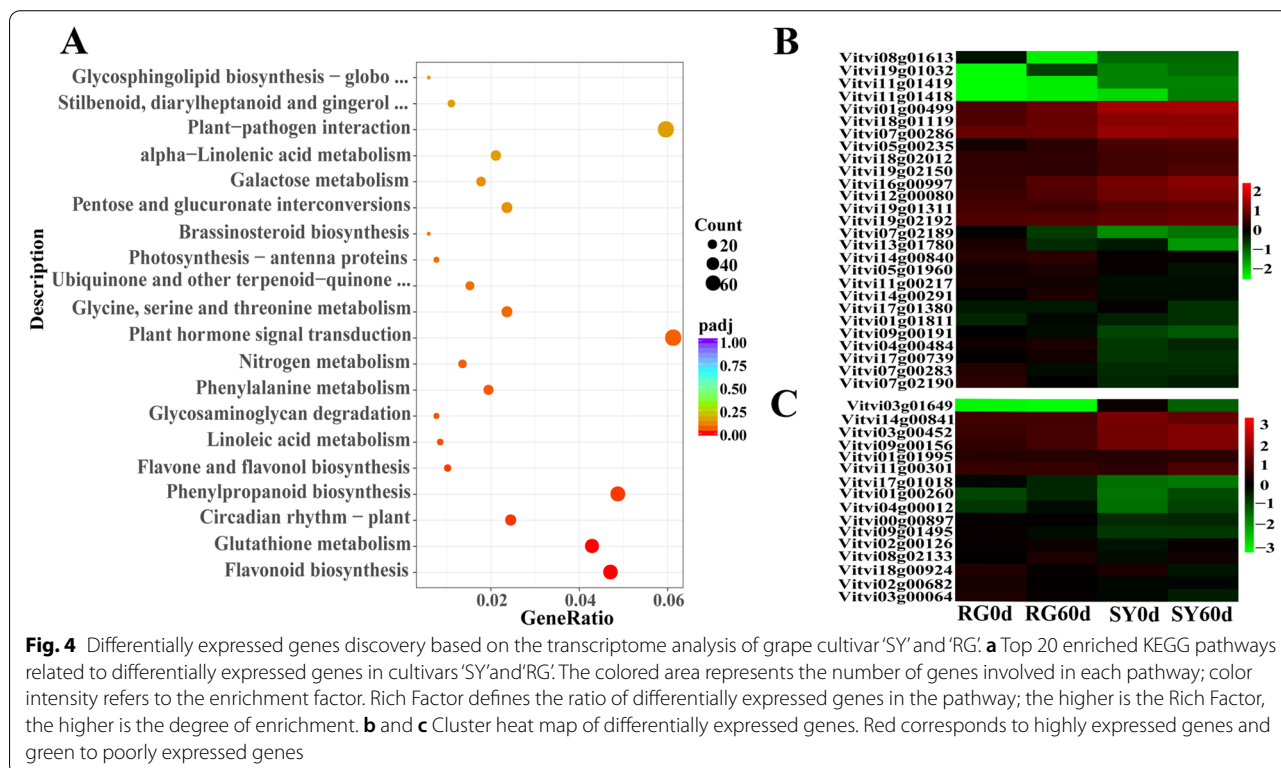 A
Description
Glycosphingolipid biosynthesis − globo ...
Stilbenoid, diarylheptanoid and gingerol ...
Plant−pathogen interaction
alpha−Linolenic acid metabolism
Galactose metabolism
Pentose and glucuronate interconversions
Brassinosteroid biosynthesis
Photosynthesis − antenna proteins
Ubiquinone and other terpenoid−quinone ...
Glycine, serine and threonine metabolism
Plant hormone signal transduction
Nitrogen metabolism
Phenylalanine metabolism
Glycosaminoglycan degradation
Linoleic acid metabolism
Flavone and flavonol biosynthesis
Phenylpropanoid biosynthesis
Circadian rhythm − plant
Glutathione metabolism
Flavonoid biosynthesis
0.02 0.04 0.06
GeneRatio
Count
20
40
60
padj
1.00
0.75
0.50
0.25
0.00
B
Vitvi08g01613
Vitvi19g01032
Vitvi11g01419
Vitvi11g01418
Vitvi01g00499
Vitvi18g01119
Vitvi07g00286
Vitvi05g00235
Vitvi18g02012
Vitvi19g02150
Vitvi16g00997
Vitvi12g00080
Vitvi19g01311
Vitvi19g02192
Vitvi07g02189
Vitvi13g01780
Vitvi14g00840
Vitvi05g01960
Vitvi11g00217
Vitvi14g00291
Vitvi17g01380
Vitvi01g01811
Vitvi09g00191
Vitvi04g00484
Vitvi17g00739
Vitvi07g00283
Vitvi07g02190
2
1
0
−1
−2
C
Vitvi03g01649
Vitvi14g00841
Vitvi03g00452
Vitvi09g00156
Vitvi01g01995
Vitvi11g00301
Vitvi17g01018
Vitvi01g00260
Vitvi04g00012
Vitvi00g00897
Vitvi09g01495
Vitvi02g00126
Vitvi08g02133
Vitvi18g00924
Vitvi02g00682
Vitvi03g00064
RG0d RG60d SY0d SY60d
3
2
1
0
−1
−2
−3
Fig. 4 Differentially expressed genes discovery based on the transcriptome analysis of grape cultivar ‘SY’ and ‘RG’. a Top 20 enriched KEGG pathways
related to differentially expressed genes in cultivars ‘SY’and‘RG’. The colored area represents the number of genes involved in each pathway; color
intensity refers to the enrichment factor. Rich Factor defines the ratio of differentially expressed genes in the pathway; the higher is the Rich Factor,
the higher is the degree of enrichment. b and c Cluster heat map of differentially expressed genes. Red corresponds to highly expressed genes and
green to poorly expressed genes